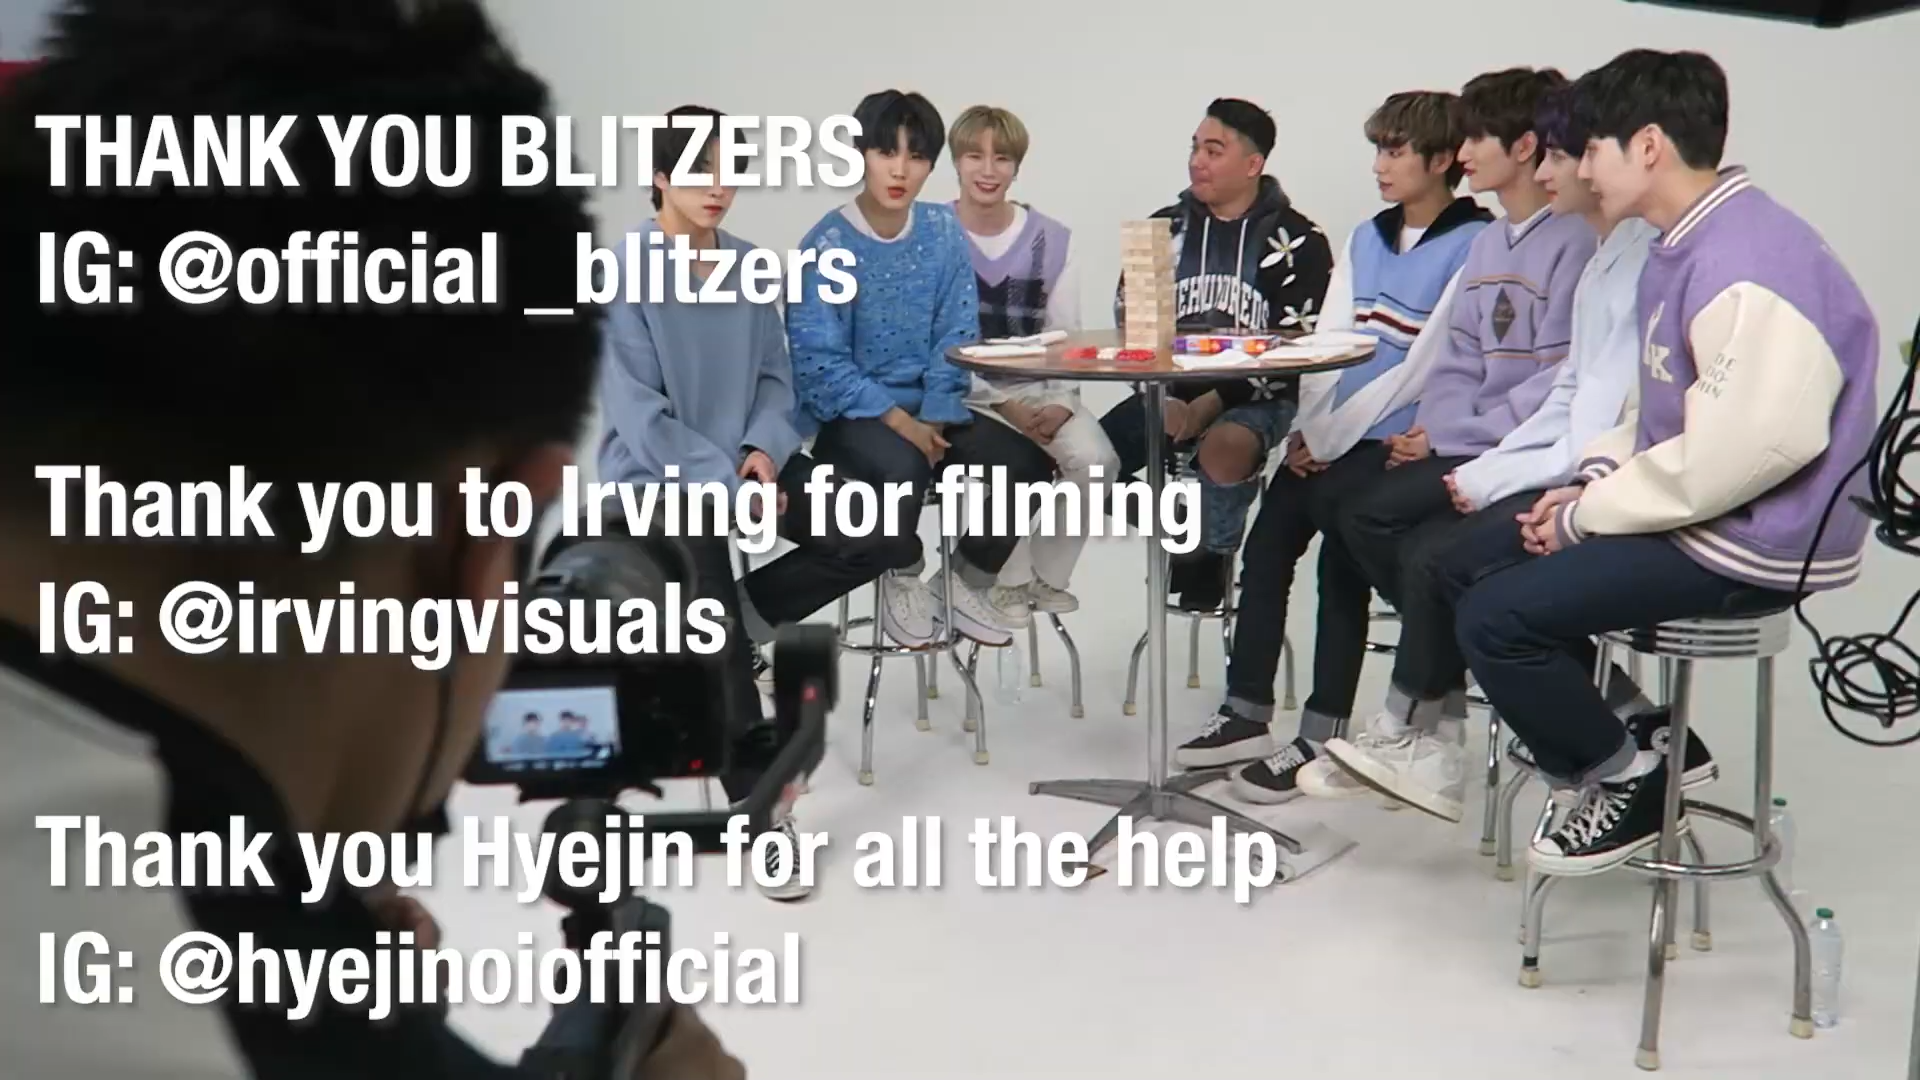 THANK YOU BLITZERS
IG: @official _blitzers
Thank you to Irving for filming
IG: @irvingvisuals
Thank you Hyejin for all the help
IG: @hyejinoiofficial